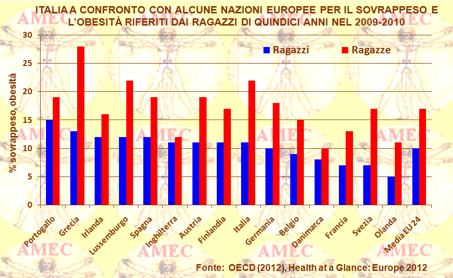 ITALIA A CONFRONTO CON ALCUNE NAZIONI EUROPEE PER IL SOVRAPPESO E
L'OBESITÀ RIFERITI DAI RAGAZZI DI QUINDICI ANNI NEL 2009-2010
Ragazzi Ragazze
% sovrappeso, obesità
30
25
20
15
10
5
0
Portogallo
Grecia
Irlanda
Lussemburgo
Spagna
Inghilterra
Austria
Finlandia
Italia
Germania
Belgio
Danimarca
Francia
Svezia
Olanda
Media EU 24
AMEC AMEC AMEC
AMEC AMEC AMEC
Fonte: OECD (2012), Health at a Glance: Europe 2012